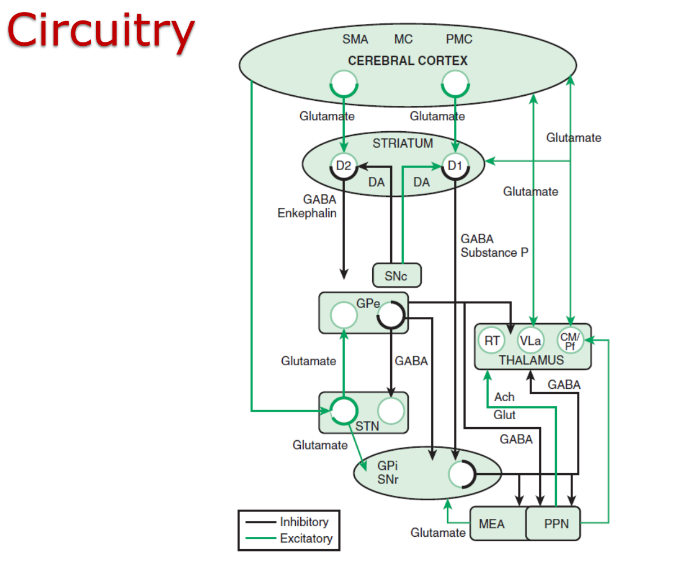 Circuitry
SMA MC PMC
CEREBRAL CORTEX
Glutamate
Glutamate
Glutamate
STRIATUM
D2
D1
DA
DA
Glutamate
GABA
Enkephalin
GABA
Substance P
SNc
GPe
RT
VLa
CM/
Pf
THALAMUS
Glutamate
GABA
GABA
Ach
Glut
STN
GABA
Glutamate
GPi
SNr
MEA
PPN
Glutamate
Inhibitory
Excitatory